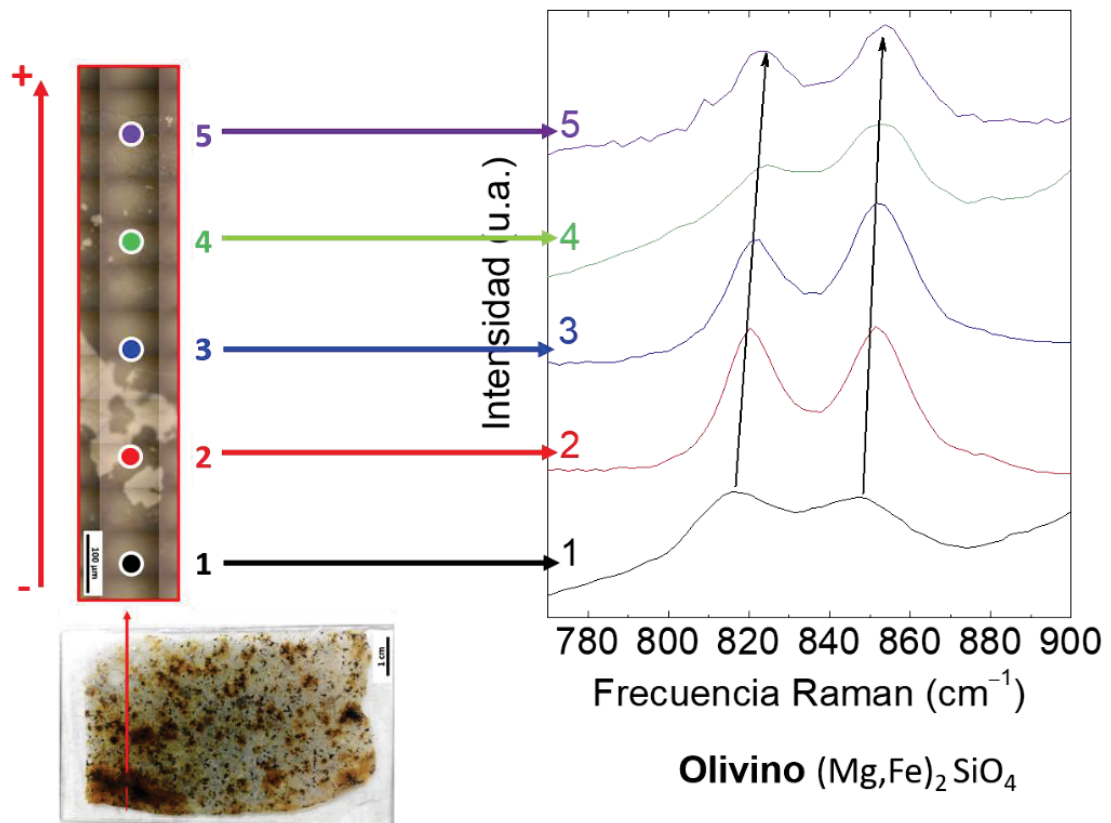 +
-
5
4
3
2
1
100 µm
1 cm
Intensidad (u.a.)
5
4
3
2
1
780 800 820 840 860 880 900
Frecuencia Raman (cm⁻¹)
Olivino (Mg,Fe)₂ SiO₄